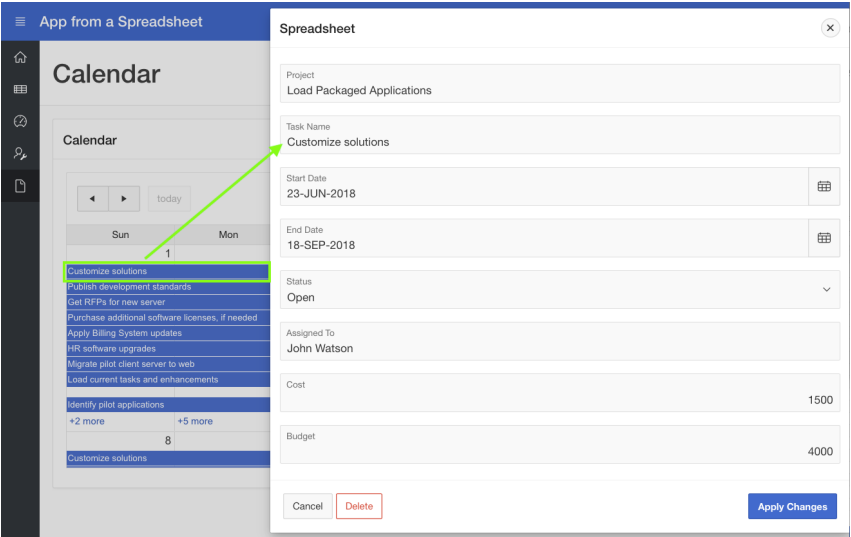 App from a Spreadsheet
Calendar
Calendar
today
Sun Mon
1
Customize solutions
Publish development standards
Get RFPs for new server
Purchase additional software licenses, if needed
Apply Billing System updates
HR software upgrades
Migrate pilot client server to web
Load current tasks and enhancements
Identify pilot applications
+2 more +5 more
8
Customize solutions
Spreadsheet
Project
Load Packaged Applications
Task Name
Customize solutions
Start Date
23-JUN-2018
End Date
18-SEP-2018
Status
Open
Assigned To
John Watson
Cost
1500
Budget
4000
Cancel Delete Apply Changes